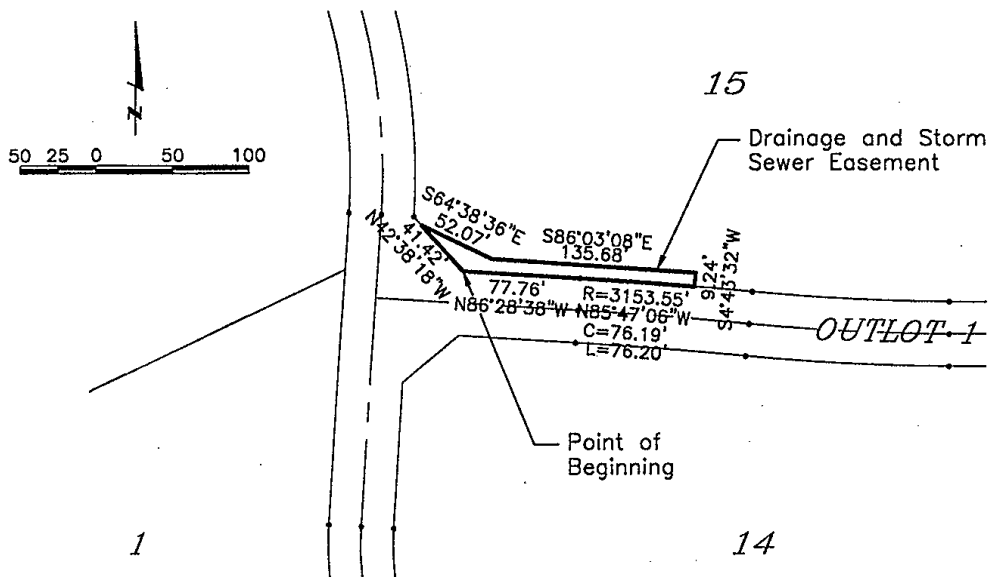 15
N
50 25 0 50 100
Drainage and Storm
Sewer Easement
S64°38'36"E
52.07'
S86°03'08"E
135.68'
41.42'
N42°38'18"W
9.24'
S4°43'32"W
77.76'
N86°28'38"W
R=3153.55'
N85°47'06"W
C=76.19'
L=76.20'
OUTLOT 1
Point of
Beginning
1
14